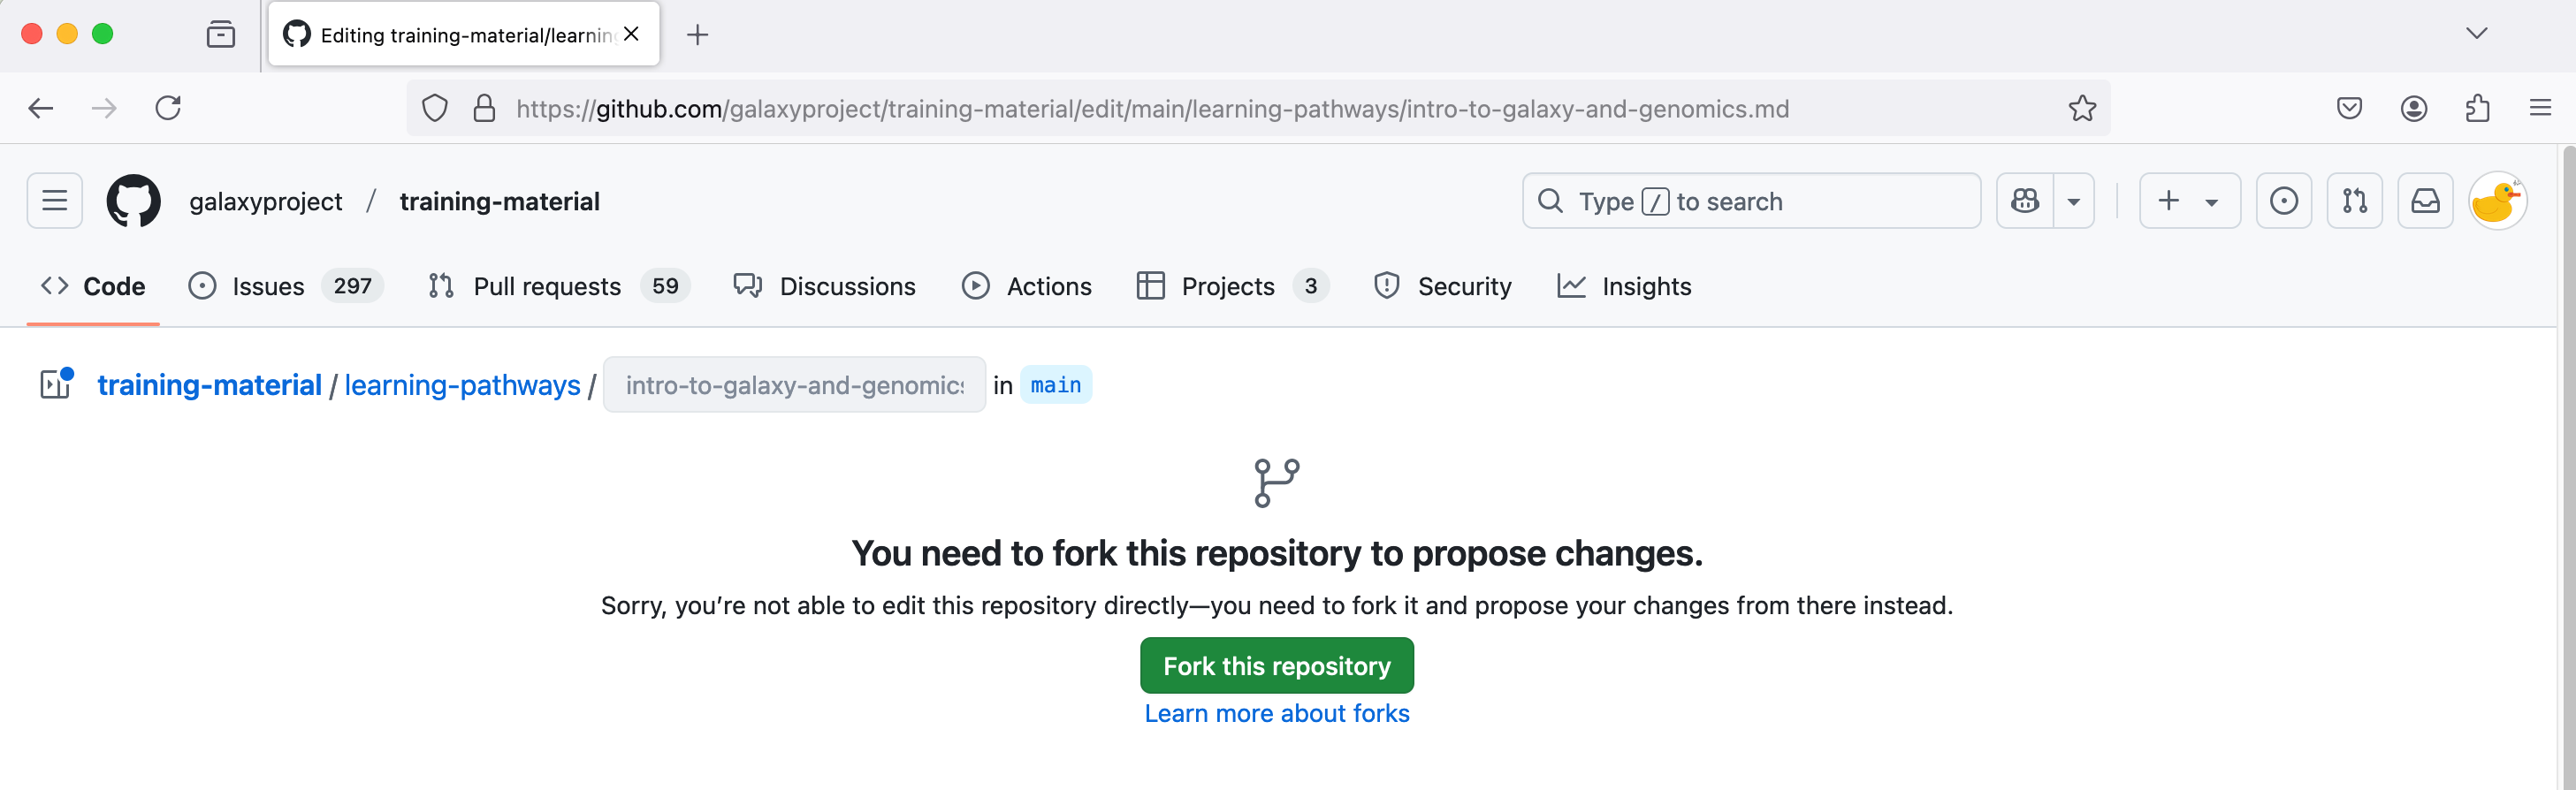 Editing training-material/learning
https://github.com/galaxyproject/training-material/edit/main/learning-pathways/intro-to-galaxy-and-genomics.md
galaxyproject / training-material
Type / to search
Code Issues 297 Pull requests 59 Discussions Actions Projects 3 Security Insights
training-material / learning-pathways / intro-to-galaxy-and-genomics in main
You need to fork this repository to propose changes.
Sorry, you’re not able to edit this repository directly—you need to fork it and propose your changes from there instead.
Fork this repository
Learn more about forks